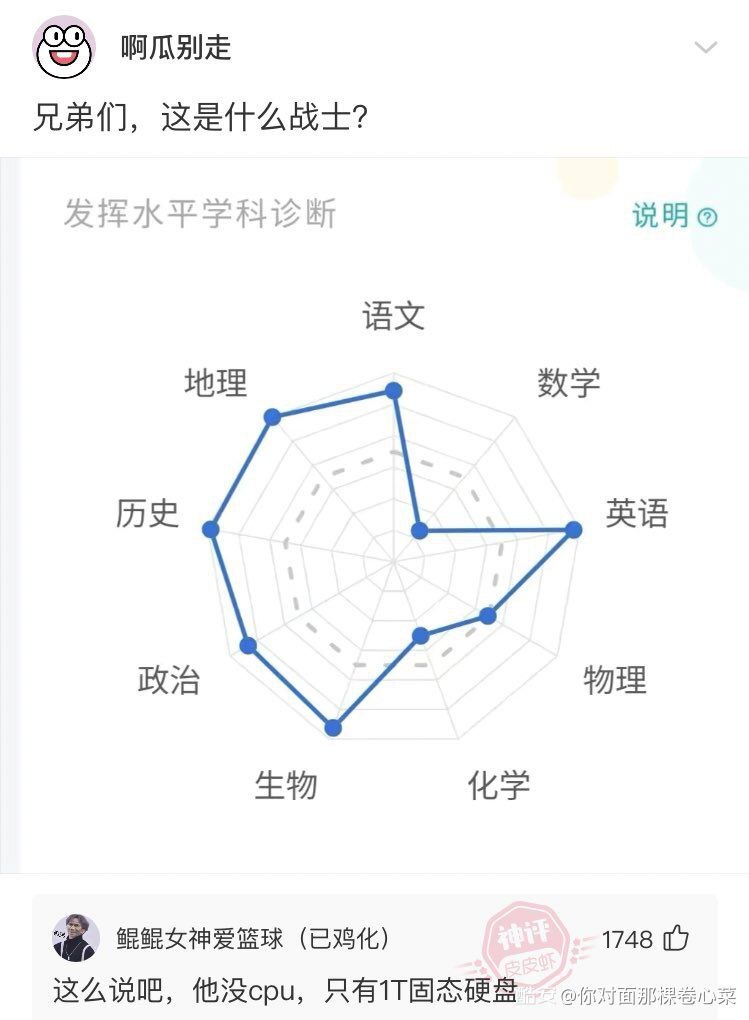 啊瓜别走
兄弟们，这是什么战士？
发挥水平学科诊断
说明?
语文
地理
数学
历史
英语
政治
物理
生物
化学
鲲鲲女神爱篮球（已鸡化）
神评
皮皮虾
1748
这么说吧，他没cpu，只有1T固态硬盘
酷安@你对面那棵卷心菜